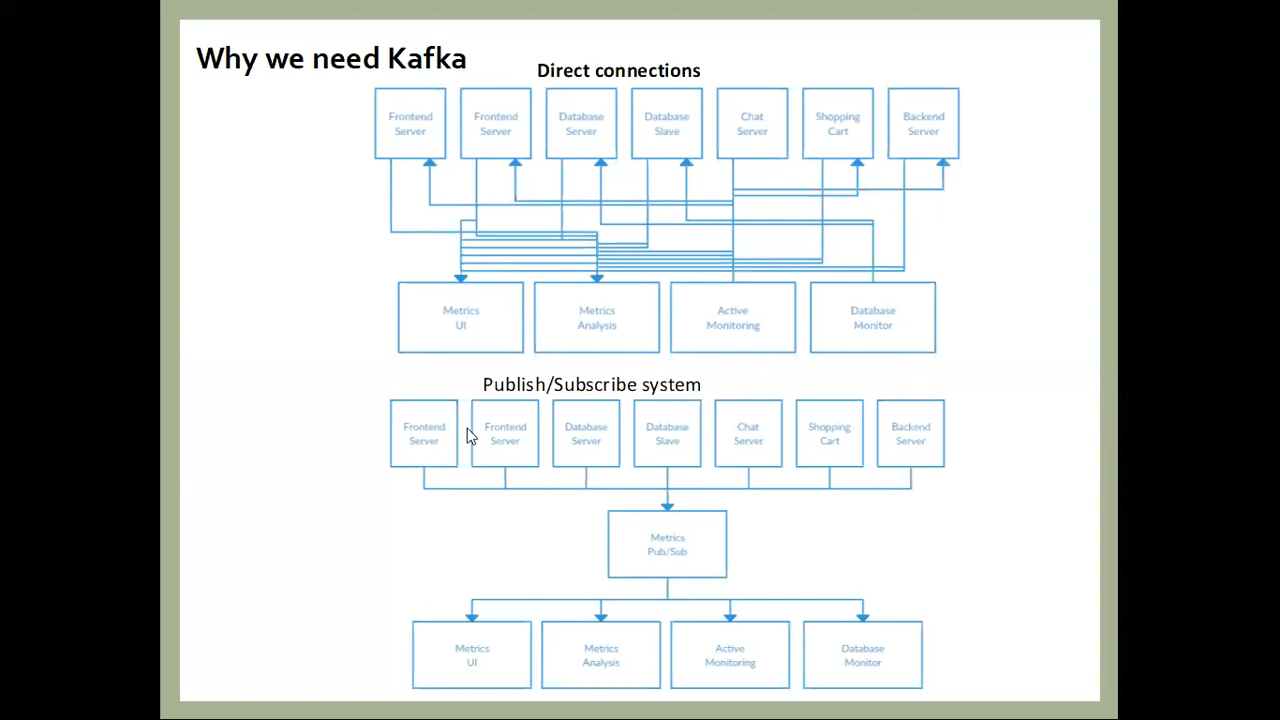 Why we need Kafka
Direct connections
Frontend
Server
Frontend
Server
Database
Server
Database
Slave
Chat
Server
Shopping
Cart
Backend
Server
Metrics
UI
Metrics
Analysis
Active
Monitoring
Database
Monitor
Publish/Subscribe system
Frontend
Server
Frontend
Server
Database
Server
Database
Slave
Chat
Server
Shopping
Cart
Backend
Server
Metrics
Pub/Sub
Metrics
UI
Metrics
Analysis
Active
Monitoring
Database
Monitor